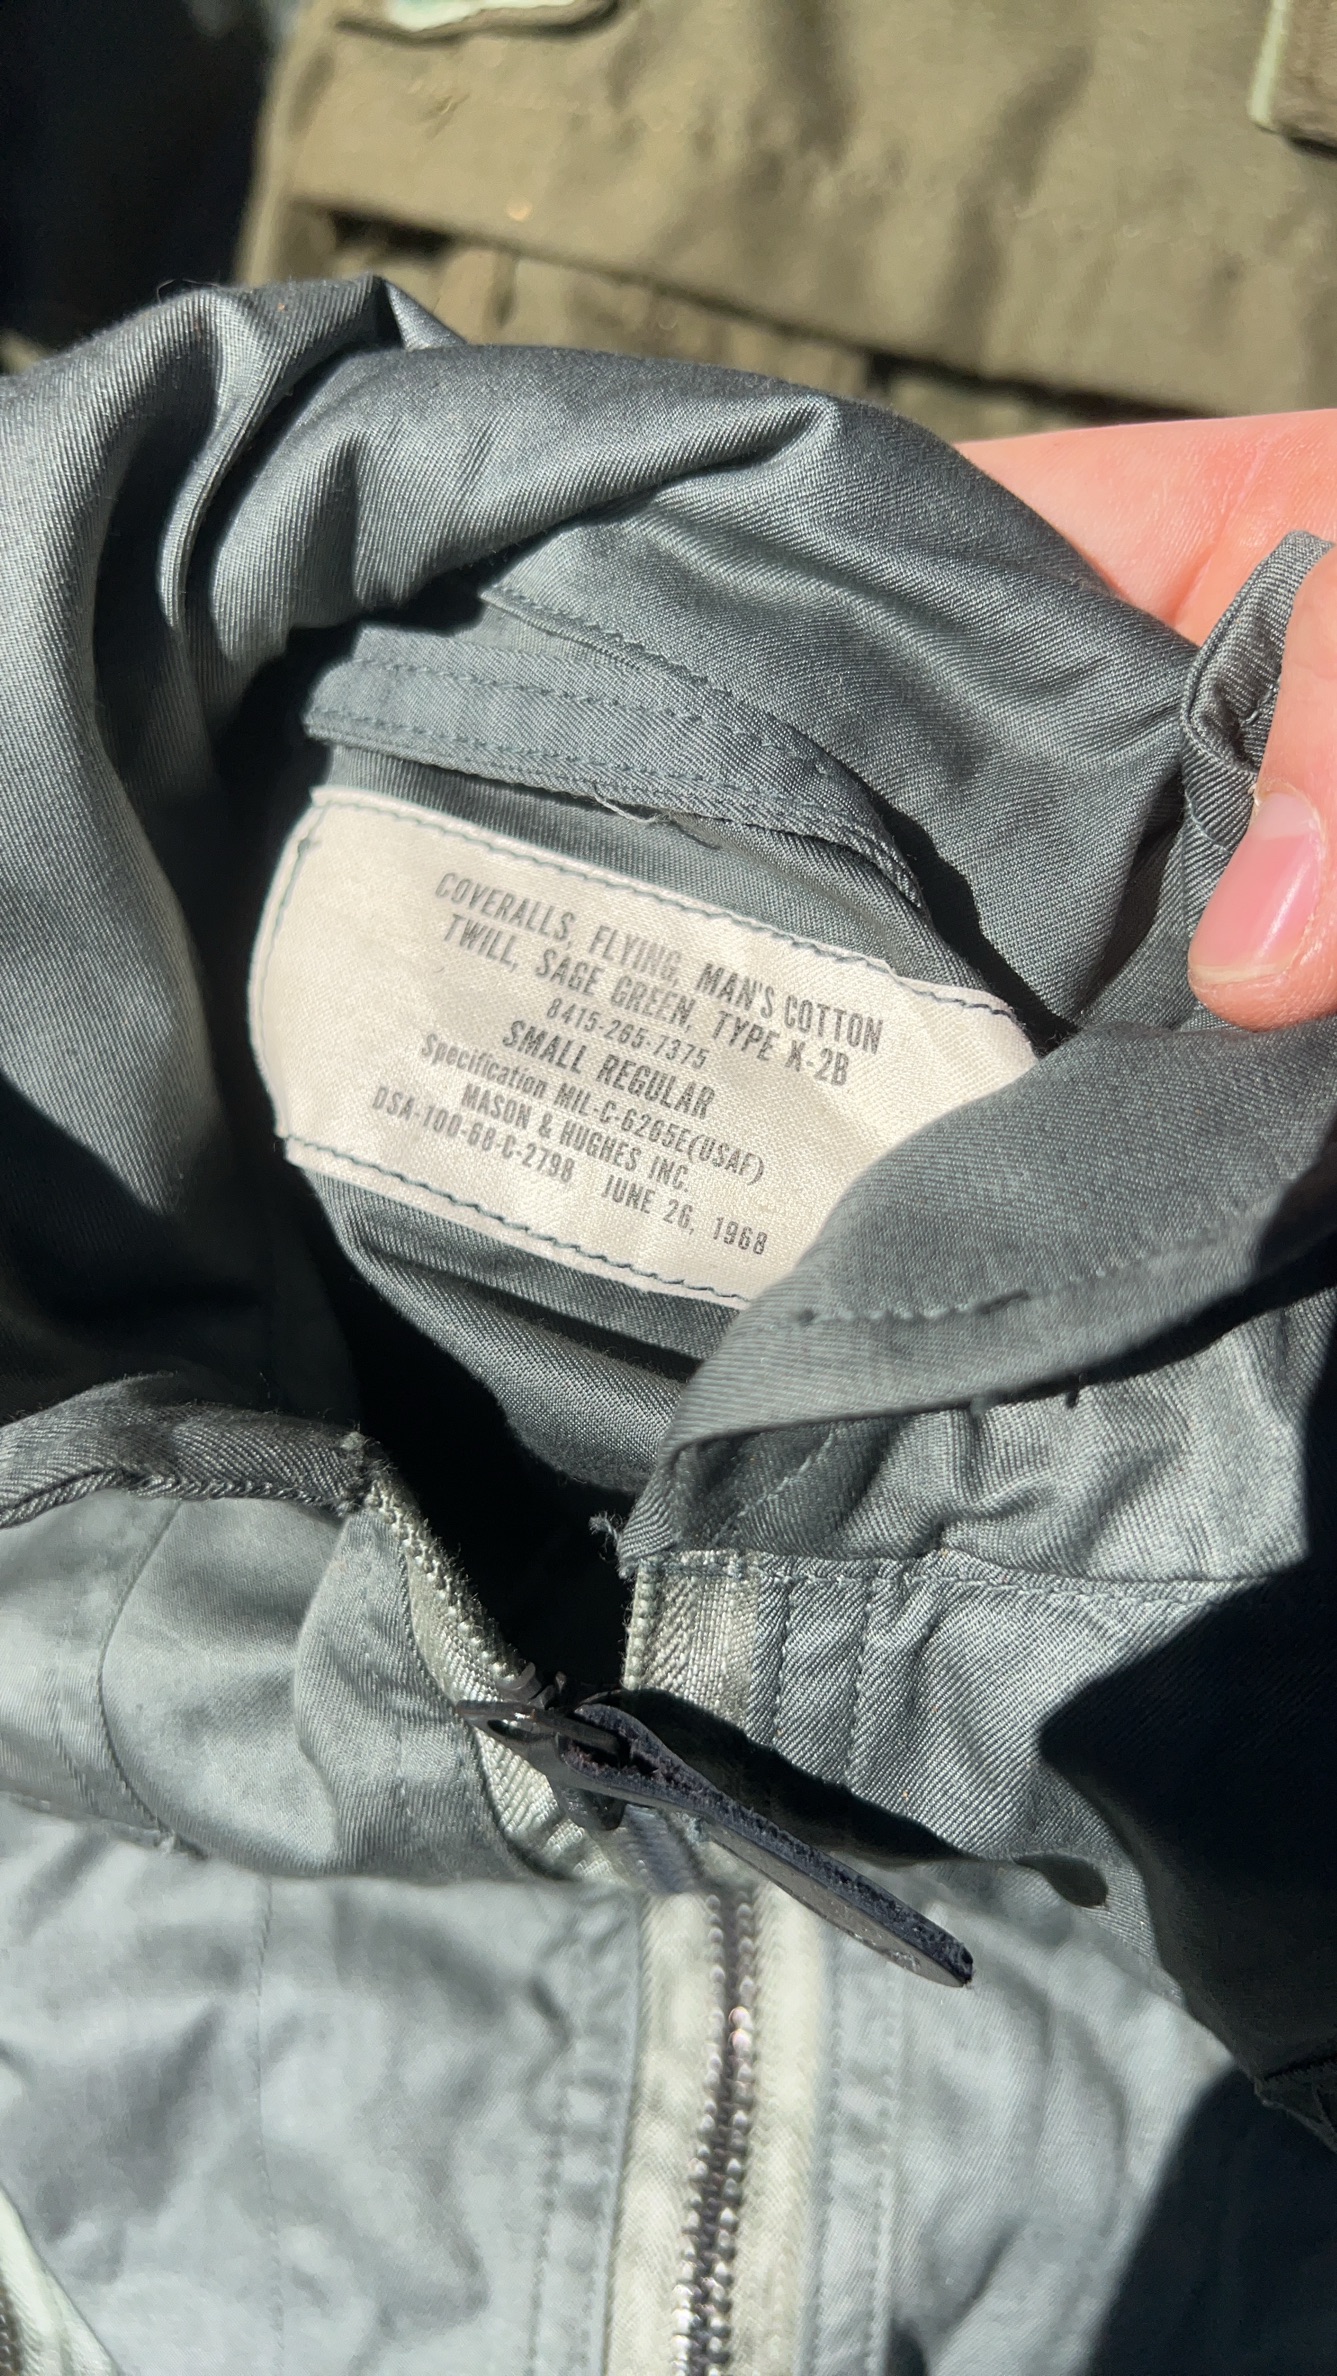 COVERALLS, FLYING, MAN'S COTTON
TWILL, SAGE GREEN, TYPE K-2B
8415-265-7375
SMALL REGULAR
Specification MIL-C-6265E(USAF)
MASON & HUGHES INC.
DSA-100-68-C-2798 JUNE 26, 1968